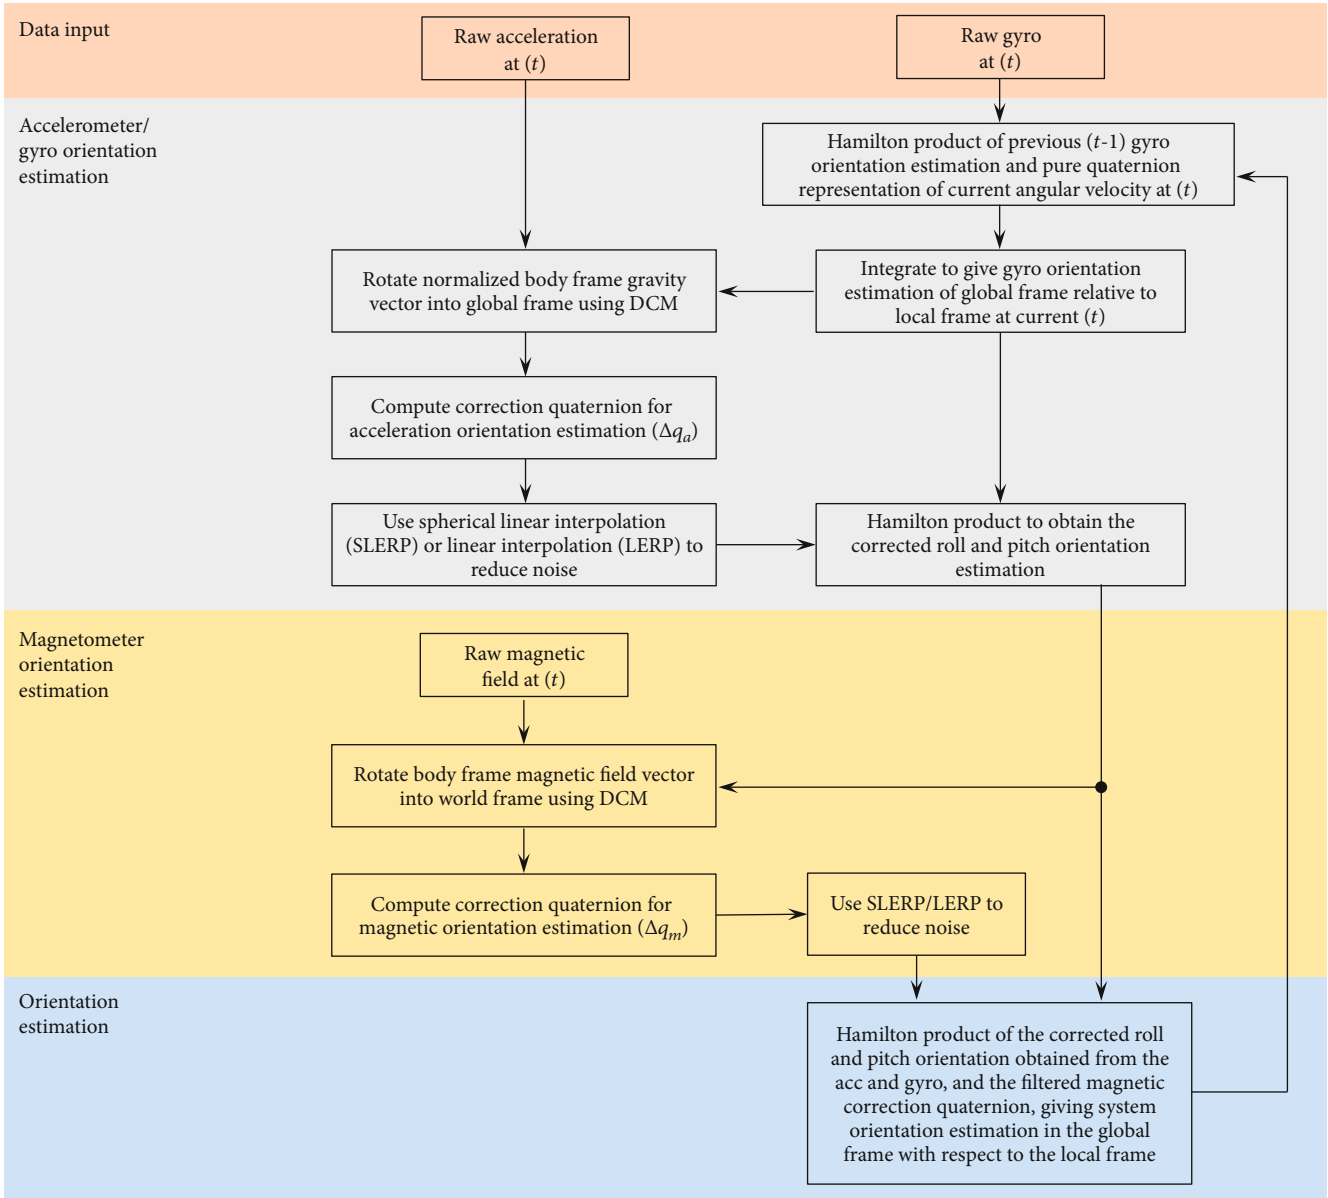 Data input
Raw acceleration
at (t)
Raw gyro
at (t)
Accelerometer/
gyro orientation
estimation
Hamilton product of previous (t-1) gyro
orientation estimation and pure quaternion
representation of current angular velocity at (t)
Rotate normalized body frame gravity
vector into global frame using DCM
Integrate to give gyro orientation
estimation of global frame relative to
local frame at current (t)
Compute correction quaternion for
acceleration orientation estimation (Δqa)
Use spherical linear interpolation
(SLERP) or linear interpolation (LERP) to
reduce noise
Hamilton product to obtain the
corrected roll and pitch orientation
estimation
Magnetometer
orientation
estimation
Raw magnetic
field at (t)
Rotate body frame magnetic field vector
into world frame using DCM
Compute correction quaternion for
magnetic orientation estimation (Δqm)
Use SLERP/LERP to
reduce noise
Orientation
estimation
Hamilton product of the corrected roll
and pitch orientation obtained from the
acc and gyro, and the filtered magnetic
correction quaternion, giving system
orientation estimation in the global
frame with respect to the local frame